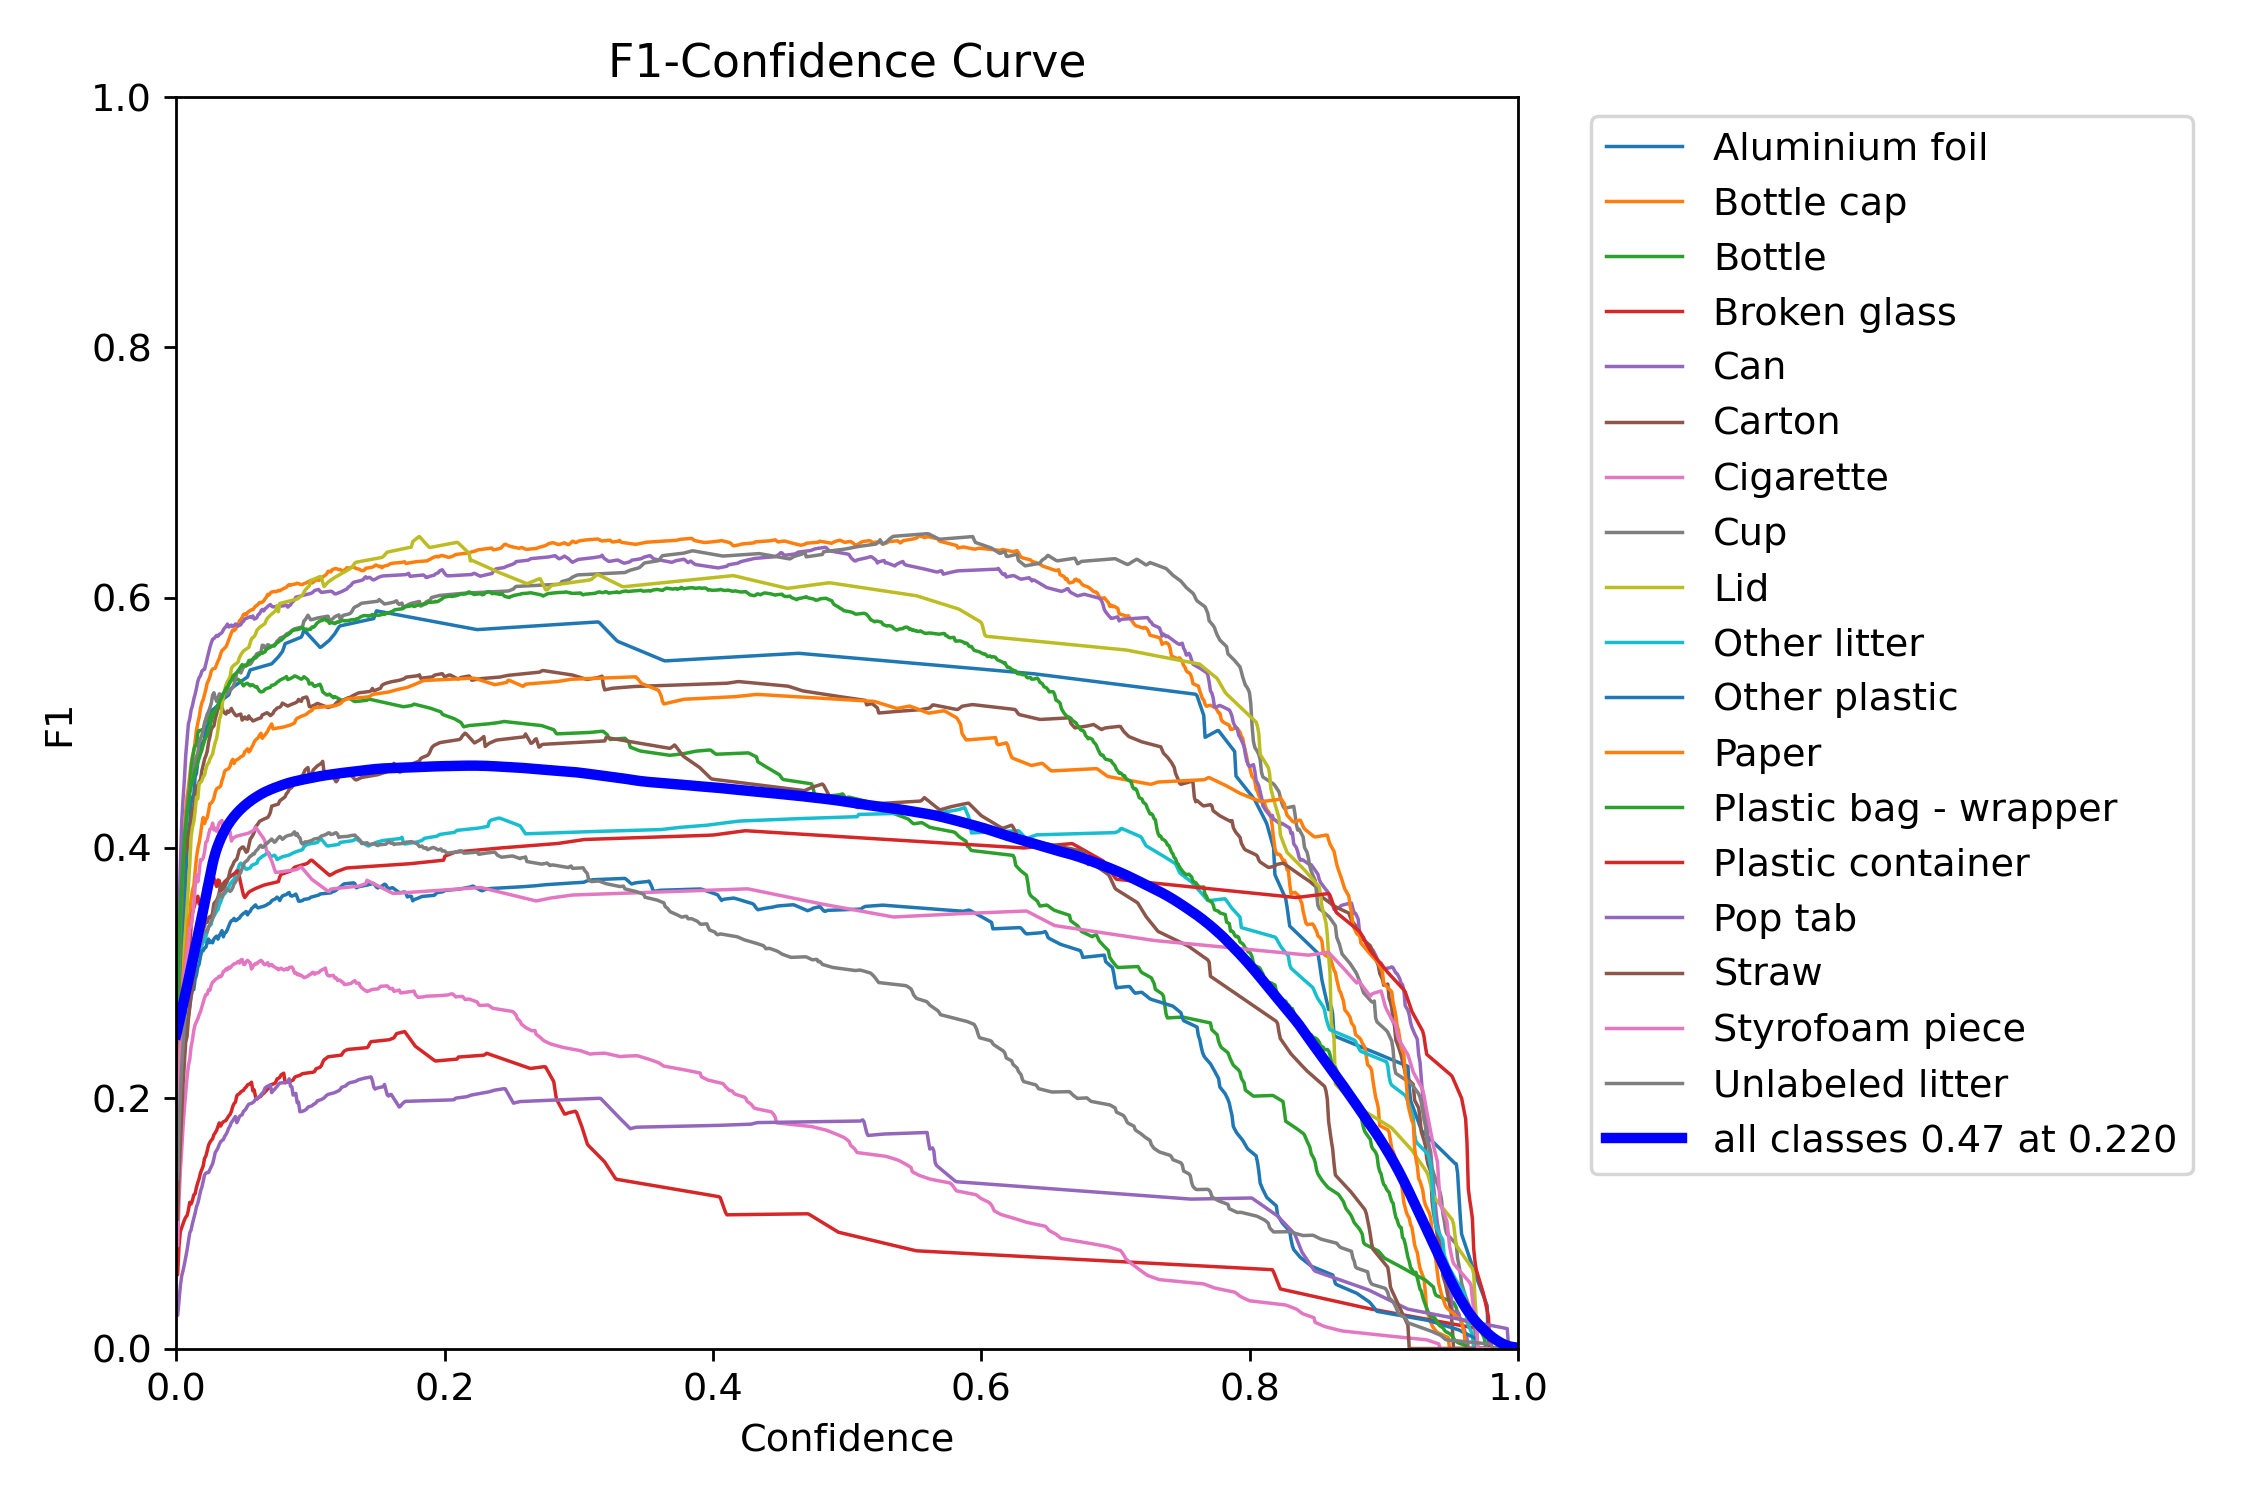 F1-Confidence Curve
1.0
0.8
0.6
0.4
0.2
0.0
F1
0.0 0.2 0.4 0.6 0.8 1.0
Confidence
Aluminium foil
Bottle cap
Bottle
Broken glass
Can
Carton
Cigarette
Cup
Lid
Other litter
Other plastic
Paper
Plastic bag - wrapper
Plastic container
Pop tab
Straw
Styrofoam piece
Unlabeled litter
all classes 0.47 at 0.220